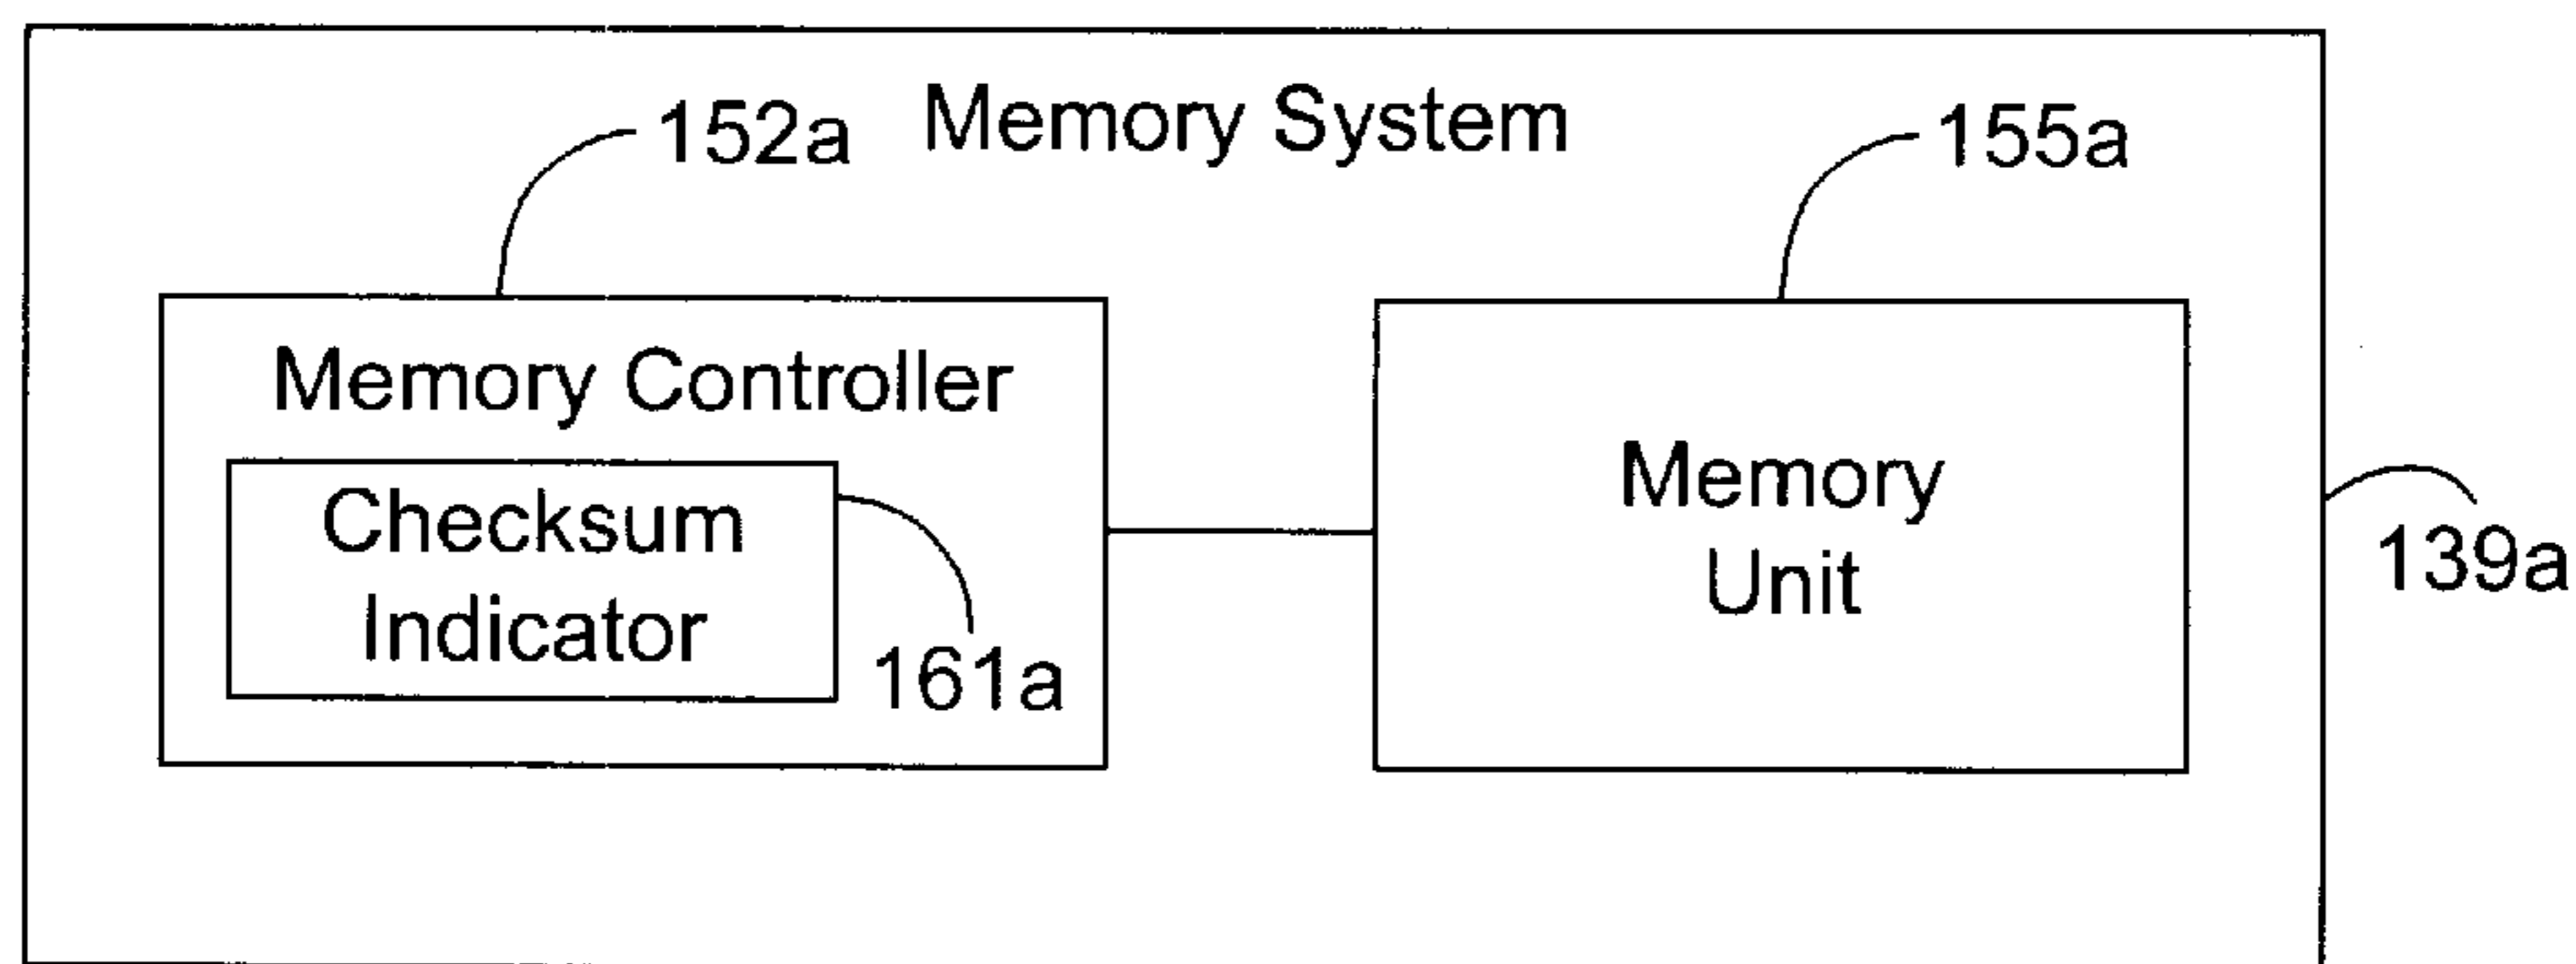 152a
Memory System
155a
Memory Controller
Checksum
Indicator
161a
Memory
Unit
139a